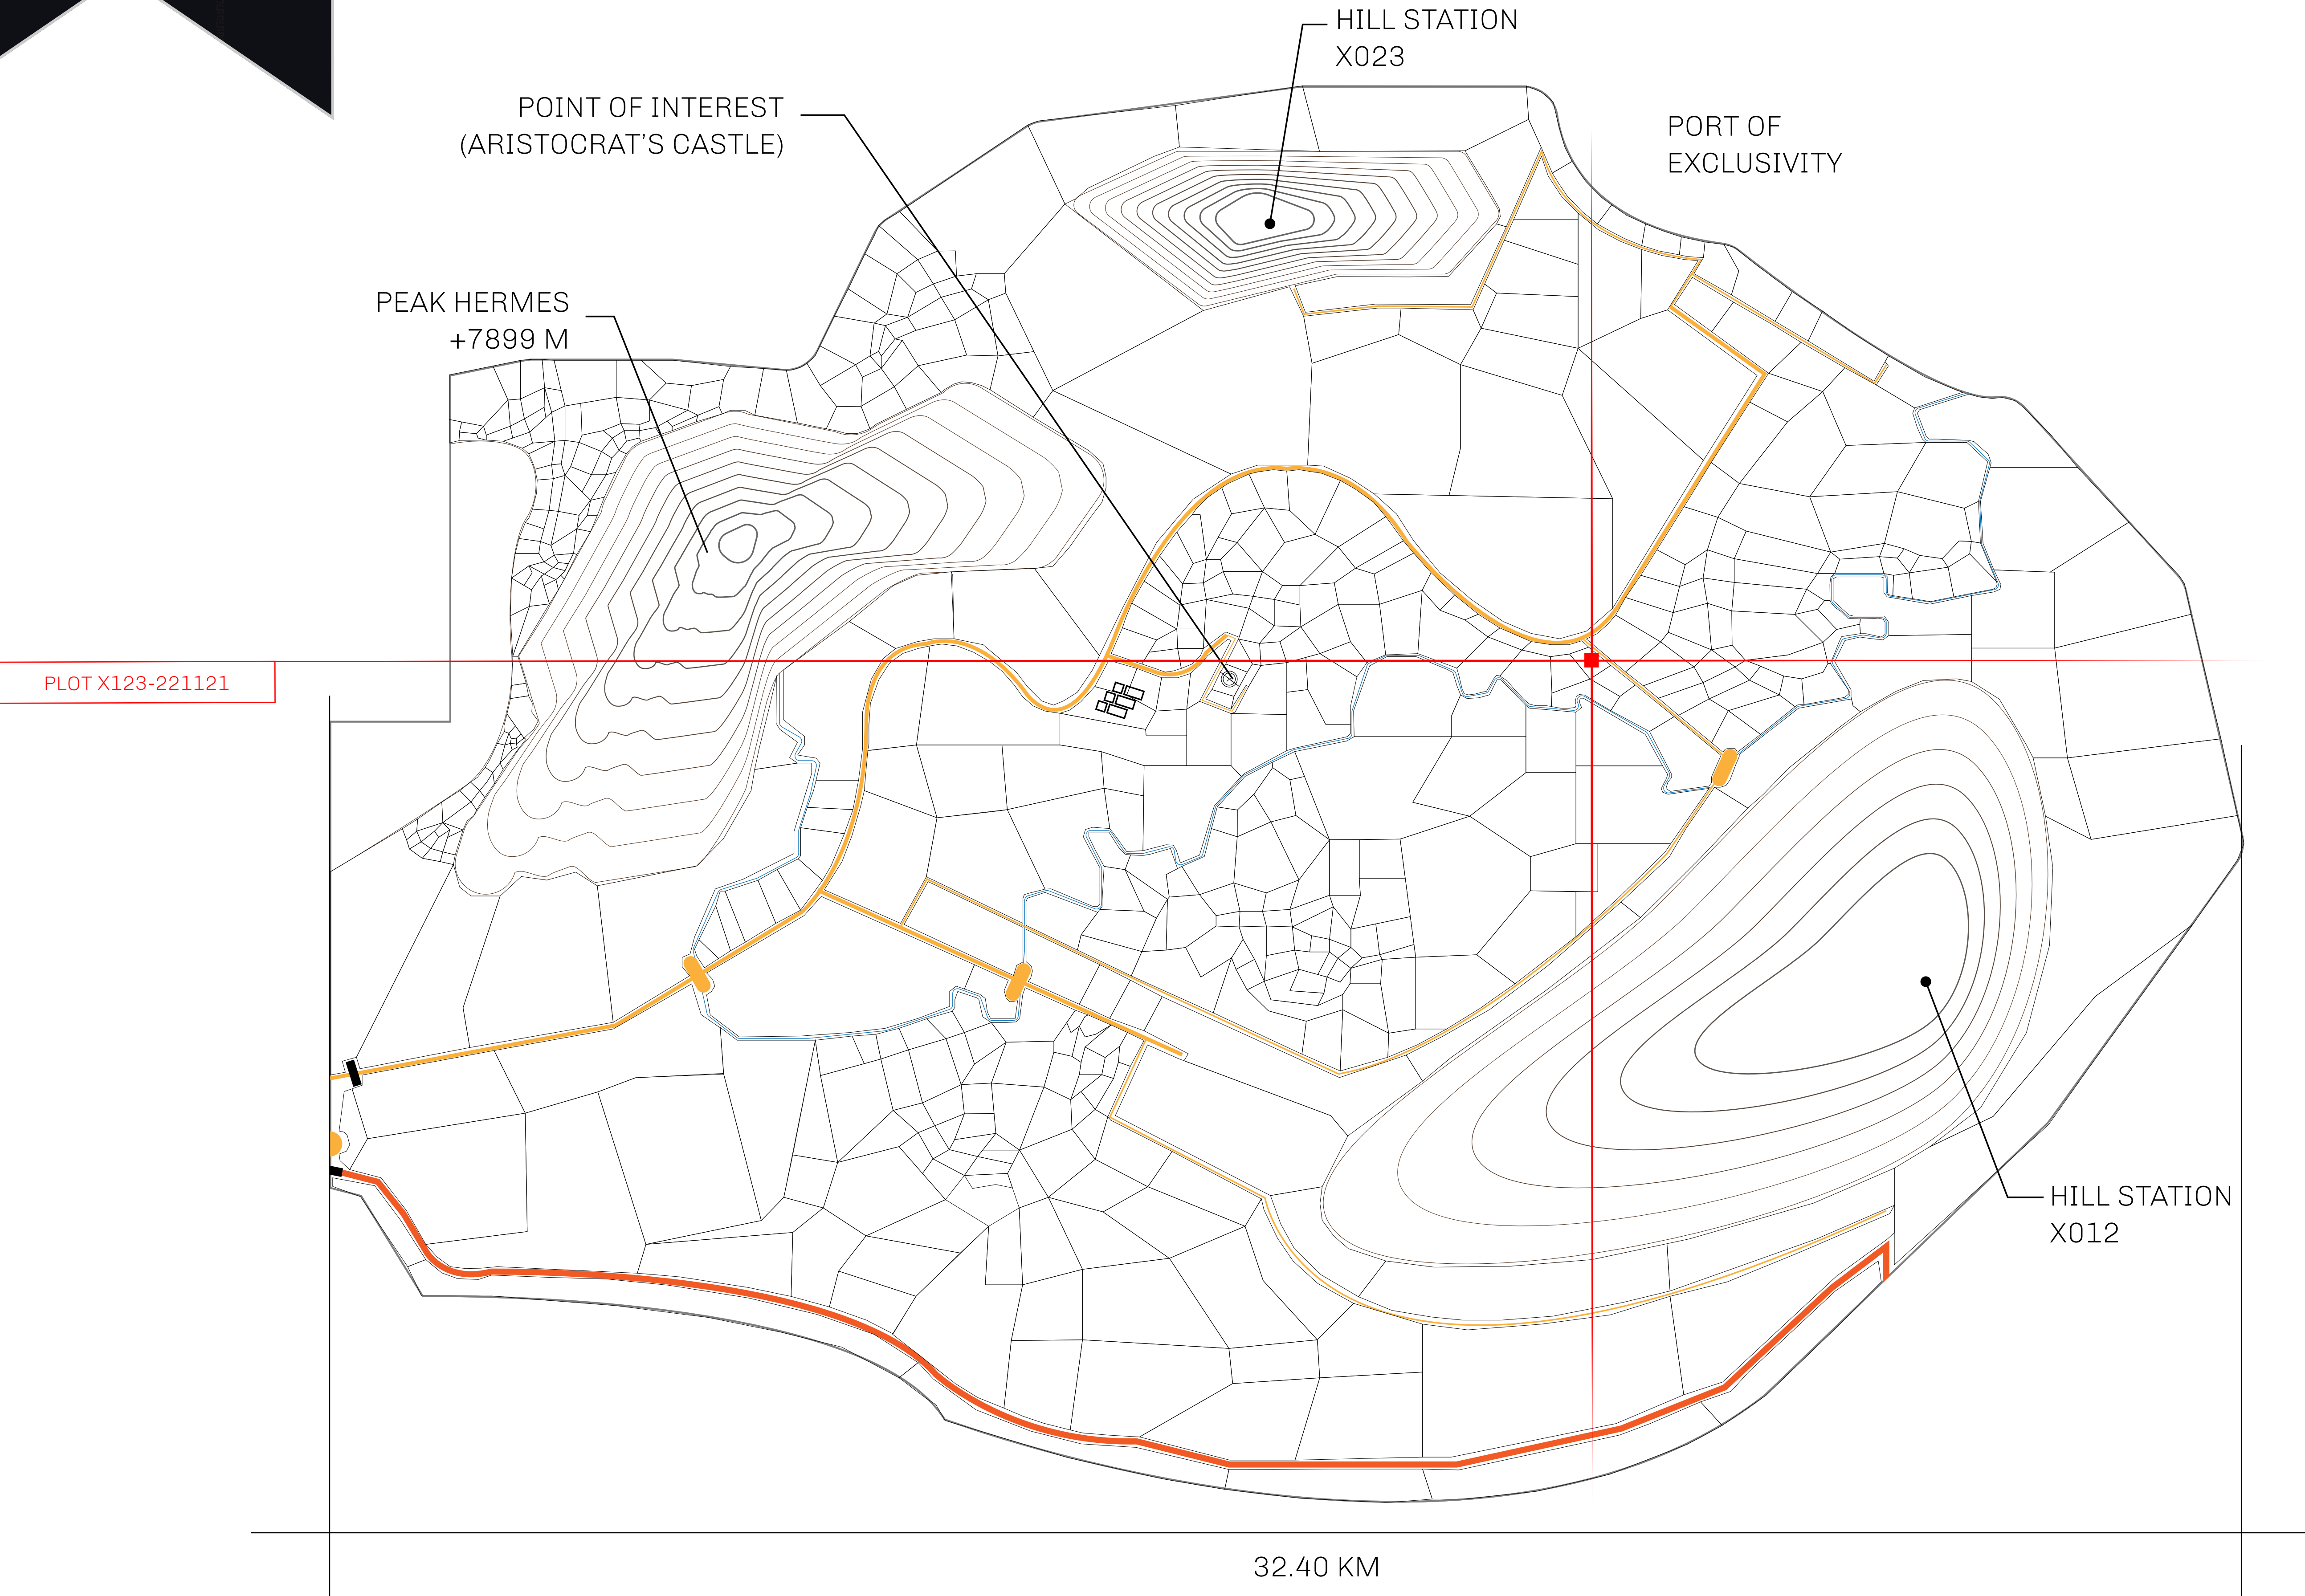 HILL STATION
X023
POINT OF INTEREST
(ARISTOCRAT'S CASTLE)
PORT OF
EXCLUSIVITY
PEAK HERMES
+7899 M
PLOT X123-221121
HILL STATION
X012
32.40 KM